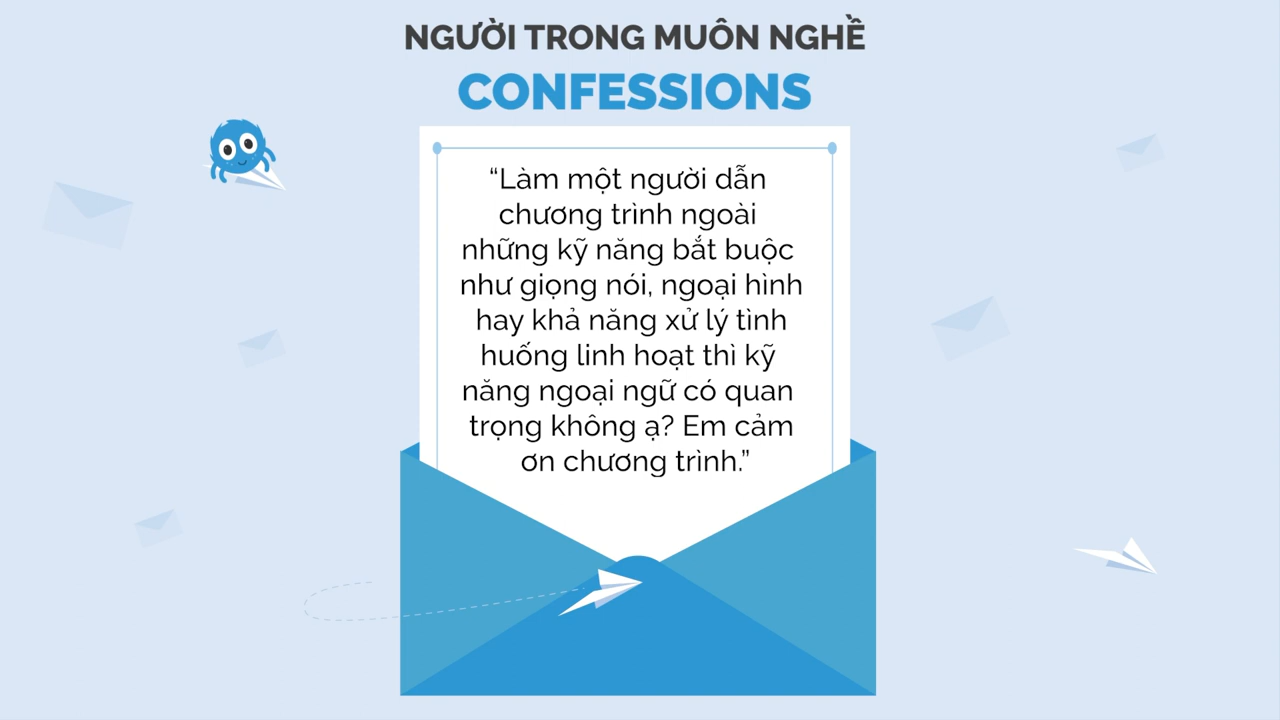 NGƯỜI TRONG MUÔN NGHỀ
CONFESSIONS
“Làm một người dẫn
chương trình ngoài
những kỹ năng bắt buộc
như giọng nói, ngoại hình
hay khả năng xử lý tình
huống linh hoạt thì kỹ
năng ngoại ngữ có quan
trọng không ạ? Em cảm
ơn chương trình.”